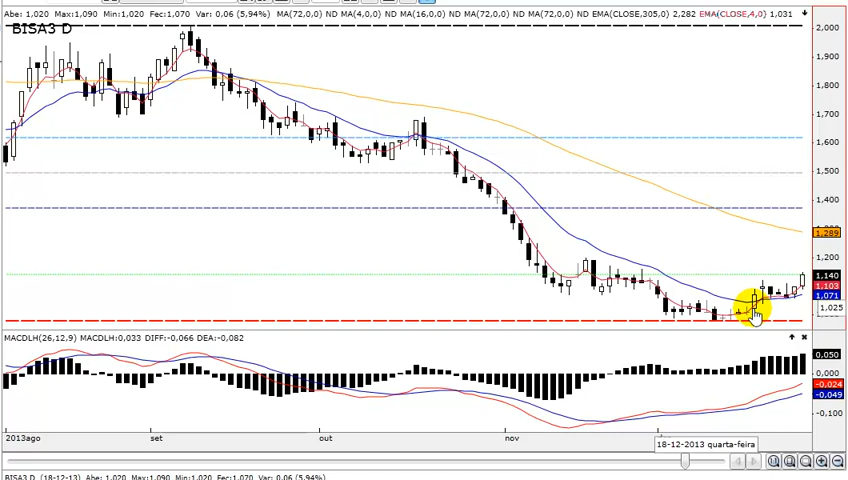 Abe: 1,020 Max:1,090 Min:1,020 Fec:1,070 Var: 0,06 (5,94%) MA(72,0,0) ND MA(4,0,0) ND MA(16,0,0) ND MA(72,0,0) ND MA(72,0,0) ND EMA(CLOSE,305,0) 2,282 EMA(CLOSE,4,0) 1,031
BISA3 D
2,000
1,800
1,700
1,600
1,500
1,400
1,289
1,200
1,140
1,103
1,071
1,025
MACDLH(26,12,9) MACDLH:0,033 DIFF:-0,066 DEA:-0,082
0,050
0,000
-0,024
-0,049
-0,100
2013ago set out nov
18-12-2013 quarta-feira
BISA3 D (18-12-13) Abe: 1,020 Max:1,090 Min:1,020 Fec:1,070 Var: 0,06 (5,94%)